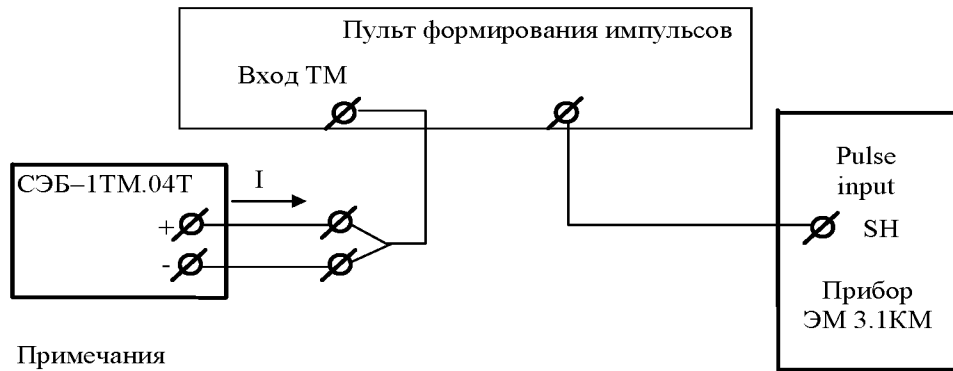 Пульт формирования импульсов
Вход ТМ
СЭБ–1ТМ.04Т
I
+
-
Pulse
input
SH
Прибор
ЭМ 3.1КМ
Примечания